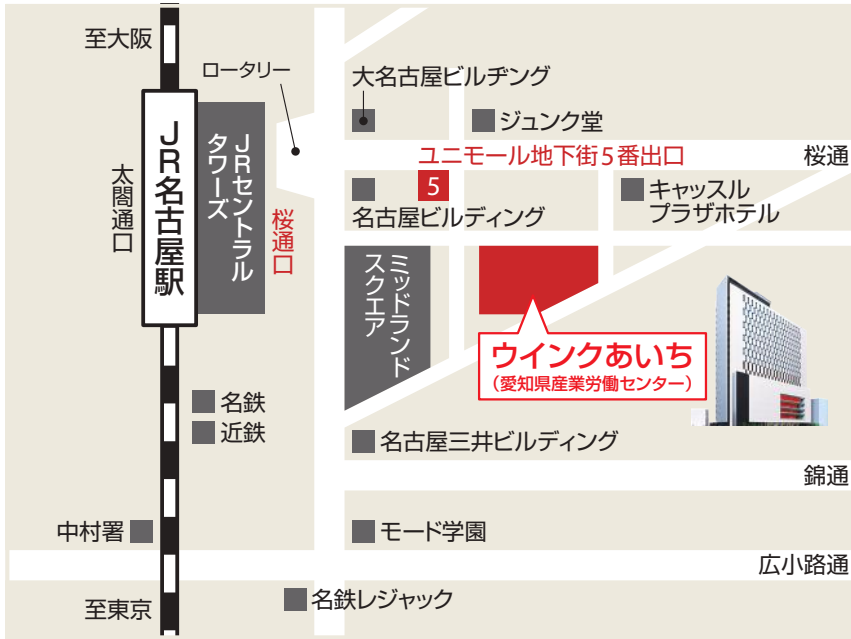 至大阪
ロータリー
大名古屋ビルヂング
ジュンク堂
ユニモール地下街5番出口
桜通
5
名古屋ビルディング
キャッスル
プラザホテル
太閤通口
JR名古屋駅
JRセントラル
タワーズ
桜通口
ミッドランド
スクエア
ウインクあいち
(愛知県産業労働センター)
名鉄
近鉄
名古屋三井ビルディング
錦通
中村署
モード学園
広小路通
名鉄レジャック
至東京